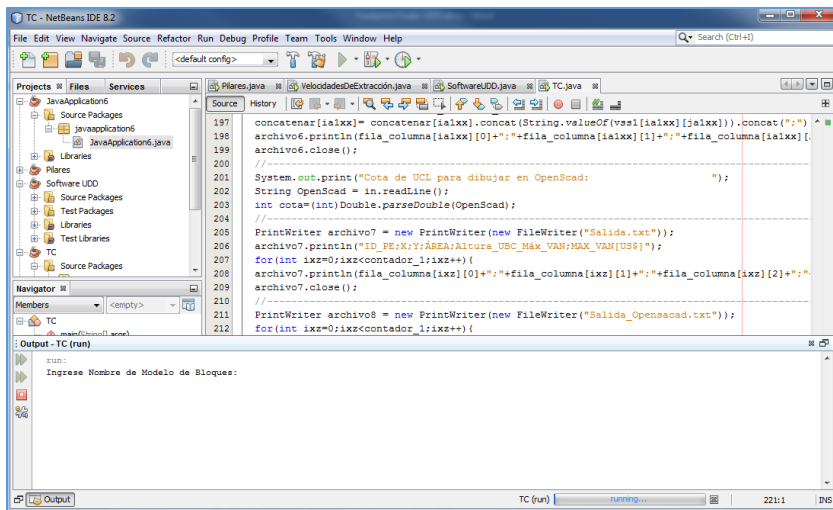 TC - NetBeans IDE 8.2
File Edit View Navigate Source Refactor Run Debug Profile Team Tools Window Help
Search (Ctrl+I)
<default config>
Projects Files Services
Pilares.java VelocidadesDeExtracción.java SoftwareUDD.java TC.java
Source History
JavaApplication6
Source Packages
javaapplication6
JavaApplication6.java
Libraries
Pilares
Software UDD
Source Packages
Test Packages
Libraries
Test Libraries
TC
Source Packages
197 concatenar[ia1xx]= concatenar[ia1xx].concat(String.valueOf(vss1[ia1xx][ja1xx])).concat(";")
198 archivo6.println(fila_columna[ia1xx][0]+";"+fila_columna[ia1xx][1]+";"+fila_columna[ia1xx][
199 archivo6.close();
200 //
201 System.out.print("Cota de UCL para dibujar en OpenScad: ");
202 String OpenScad = in.readLine();
203 int cota=(int)Double.parseDouble(OpenScad);
204 //
205 PrintWriter archivo7 = new PrintWriter(new FileWriter("Salida.txt"));
206 archivo7.println("ID_PE;X;Y;ÁREA;Altura_UBC_Máx_VAN;MAX_VAN[US$]");
207 for(int ixz=0;ixz<contador_1;ixz++){
208 archivo7.println(fila_columna[ixz][0]+";"+fila_columna[ixz][1]+";"+fila_columna[ixz][2]+";"
209 archivo7.close();
210 //
211 PrintWriter archivo8 = new PrintWriter(new FileWriter("Salida_Opensacad.txt"));
212 for(int ixz=0;ixz<contador_1;ixz++){
Navigator
Members <empty>
TC
main(String[] args)
Output - TC (run)
run:
Ingrese Nombre de Modelo de Bloques:
Output
TC (run) running... 221:1 INS